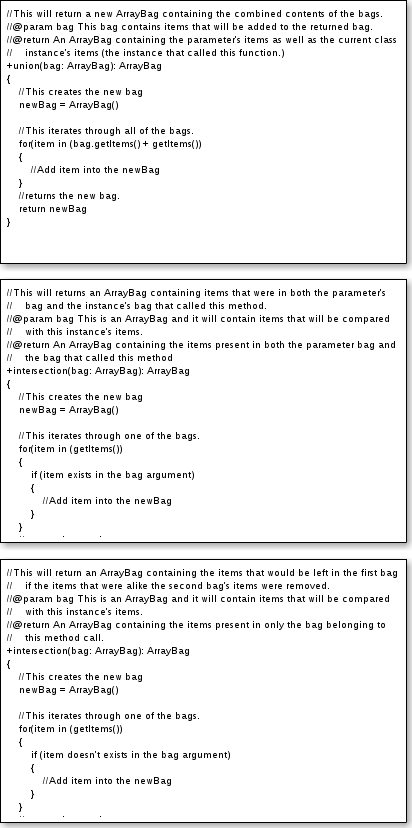 //This will return a new ArrayBag containing the combined contents of the bags.
//@param bag This bag contains items that will be added to the returned bag.
//@return An ArrayBag containing the parameter's items as well as the current class
// instance's items (the instance that called this function.)
+union(bag: ArrayBag): ArrayBag
{
//This creates the new bag
newBag = ArrayBag()
//This iterates through all of the bags.
for(item in (bag.getItems() + getItems())
{
//Add item into the newBag
}
//returns the new bag.
return newBag
}
//This will returns an ArrayBag containing items that were in both the parameter's
// bag and the instance's bag that called this method.
//@param bag This is an ArrayBag and it will contain items that will be compared
// with this instance's items.
//@return An ArrayBag containing the items present in both the parameter bag and
// the bag that called this method
+intersection(bag: ArrayBag): ArrayBag
{
//This creates the new bag
newBag = ArrayBag()
//This iterates through one of the bags.
for(item in (getItems())
{
if (item exists in the bag argument)
{
//Add item into the newBag
}
}
//This will return an ArrayBag containing the items that would be left in the first bag
// if the items that were alike the second bag's items were removed.
//@param bag This is an ArrayBag and it will contain items that will be compared
// with this instance's items.
//@return An ArrayBag containing the items present in only the bag belonging to
// this method call.
+intersection(bag: ArrayBag): ArrayBag
{
//This creates the new bag
newBag = ArrayBag()
//This iterates through one of the bags.
for(item in (getItems())
{
if (item doesn't exists in the bag argument)
{
//Add item into the newBag
}
}